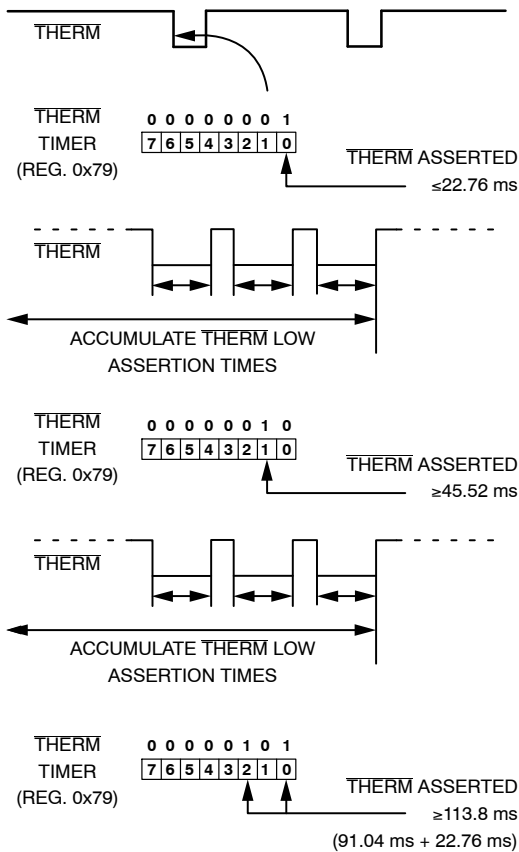 THERM
THERM
TIMER
(REG. 0x79)
0 0 0 0 0 0 0 1
7 6 5 4 3 2 1 0
THERM ASSERTED
≤22.76 ms
THERM
ACCUMULATE THERM LOW
ASSERTION TIMES
THERM
TIMER
(REG. 0x79)
0 0 0 0 0 0 1 0
7 6 5 4 3 2 1 0
THERM ASSERTED
≥45.52 ms
THERM
ACCUMULATE THERM LOW
ASSERTION TIMES
THERM
TIMER
(REG. 0x79)
0 0 0 0 0 1 0 1
7 6 5 4 3 2 1 0
THERM ASSERTED
≥113.8 ms
(91.04 ms + 22.76 ms)